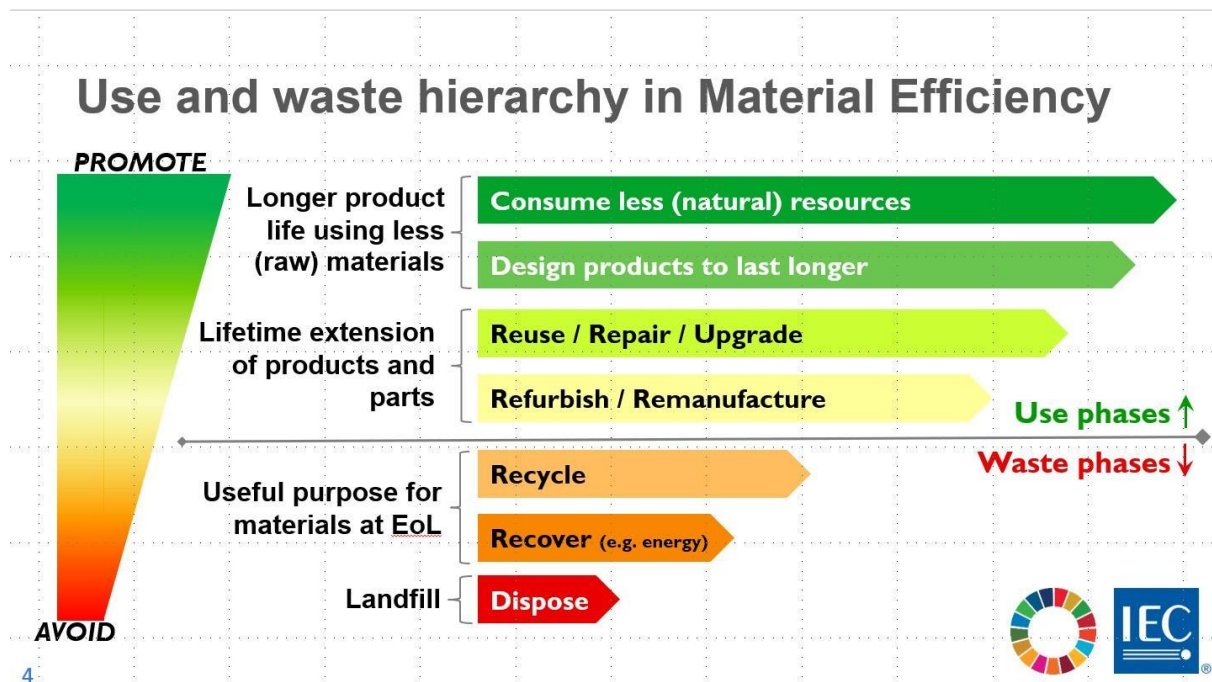 Use and waste hierarchy in Material Efficiency
PROMOTE
Longer product
life using less
(raw) materials
Consume less (natural) resources
Design products to last longer
Lifetime extension
of products and
parts
Reuse / Repair / Upgrade
Refurbish / Remanufacture
Use phases ↑
Waste phases ↓
Useful purpose for
materials at EoL
Recycle
Recover (e.g. energy)
Landfill
Dispose
AVOID
IEC
®
4